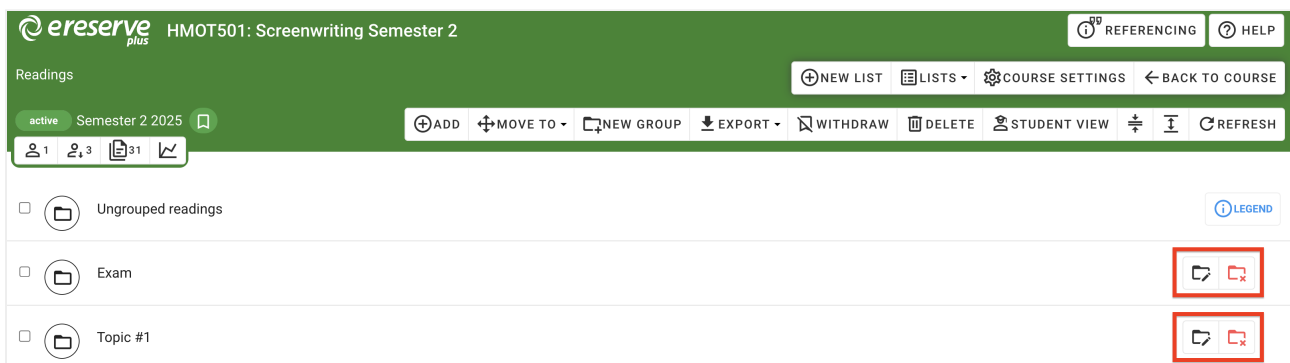 ereserve plus HMOT501: Screenwriting Semester 2 REFERENCING HELP
Readings NEW LIST LISTS COURSE SETTINGS BACK TO COURSE
active Semester 2 2025 ADD MOVE TO NEW GROUP EXPORT WITHDRAW DELETE STUDENT VIEW REFRESH
1 3 31
Ungrouped readings LEGEND
Exam
Topic #1